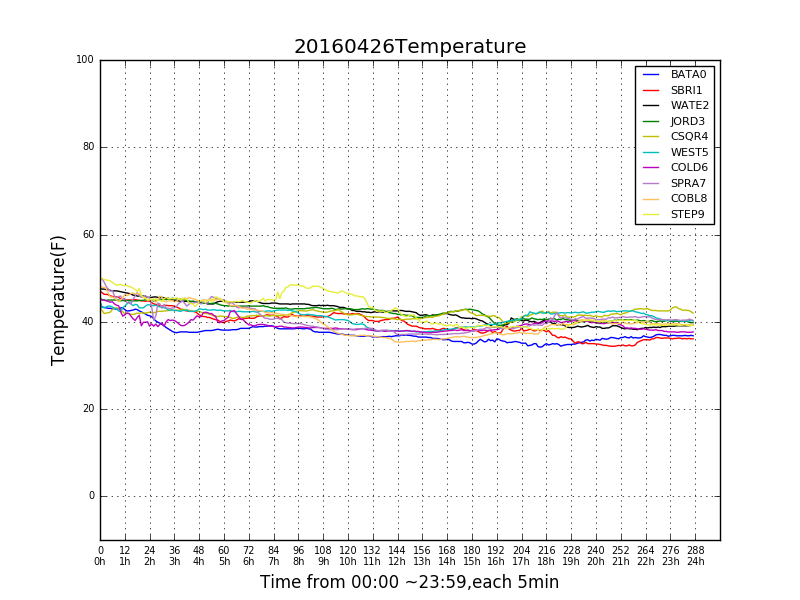 20160426Temperature
100
80
60
40
20
0
Temperature(F)
BATA0
SBRI1
WATE2
JORD3
CSQR4
WEST5
COLD6
SPRA7
COBL8
STEP9
0 12 24 36 48 60 72 84 96 108 120 132 144 156 168 180 192 204 216 228 240 252 264 276 288
0h 1h 2h 3h 4h 5h 6h 7h 8h 9h 10h 11h 12h 13h 14h 15h 16h 17h 18h 19h 20h 21h 22h 23h 24h
Time from 00:00 ~23:59,each 5min